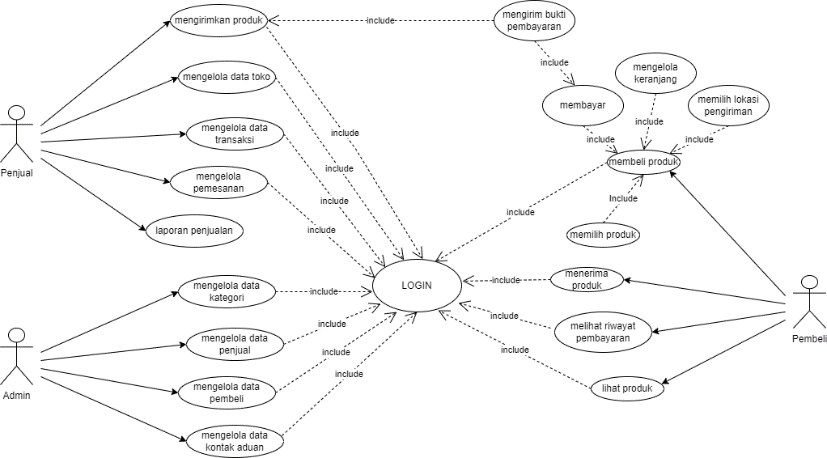 mengirimkan produk
include
mengirim bukti
pembayaran
include
mengelola
keranjang
mengelola data toko
membayar
memilih lokasi
pengiriman
include
include
include
include
mengelola data
transaksi
include
membeli produk
Penjual
include
mengelola
pemesanan
include
Include
include
memilih produk
laporan penjualan
include
LOGIN
include
menerima
produk
mengelola data
kategori
include
include
melihat riwayat
pembayaran
Pembeli
mengelola data
penjual
include
include
include
Admin
mengelola data
pembeli
include
lihat produk
mengelola data
kontak aduan